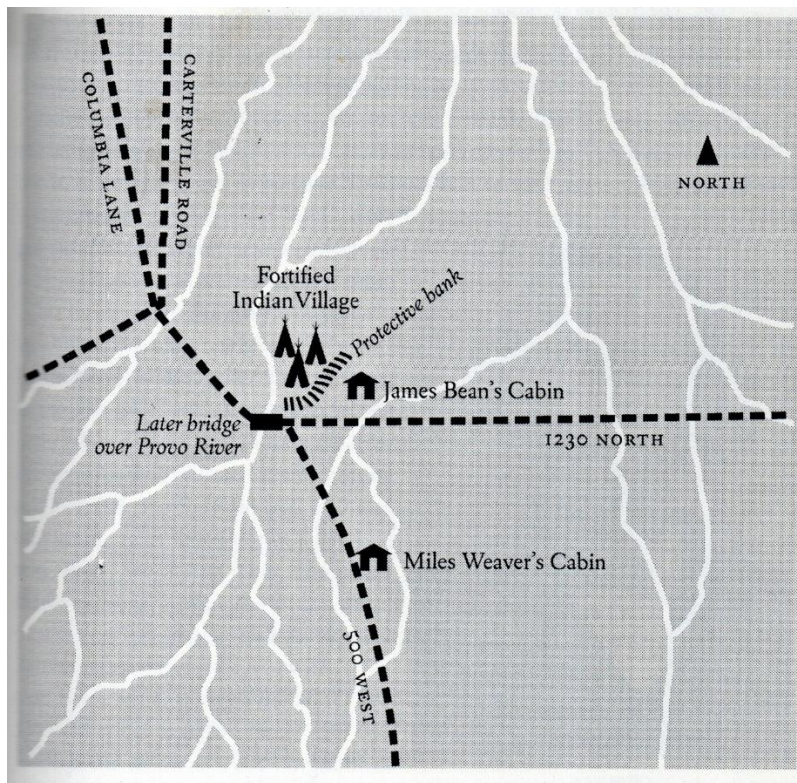 COLUMBIA LANE
CARTERVILLE ROAD
NORTH
Fortified
Indian Village
Protective bank
James Bean's Cabin
Later bridge
over Provo River
1230 NORTH
Miles Weaver's Cabin
500 WEST